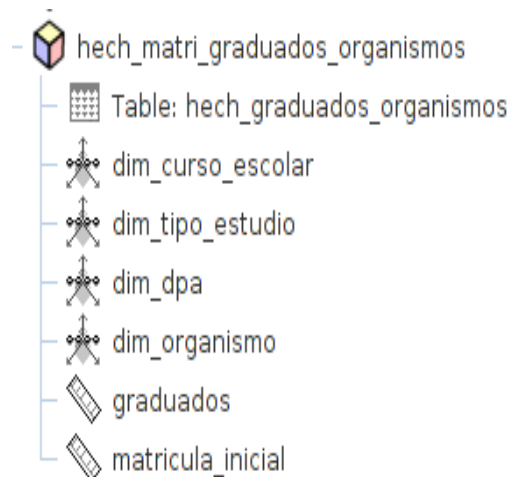 hech_matri_graduados_organismos
Table: hech_graduados_organismos
dim_curso_escolar
dim_tipo_estudio
dim_dpa
dim_organismo
graduados
matricula_inicial